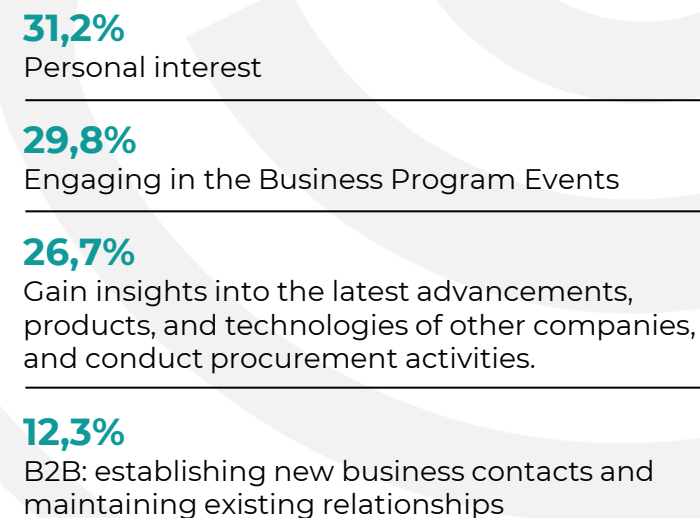 31,2%
Personal interest
29,8%
Engaging in the Business Program Events
26,7%
Gain insights into the latest advancements,
products, and technologies of other companies,
and conduct procurement activities.
12,3%
B2B: establishing new business contacts and
maintaining existing relationships